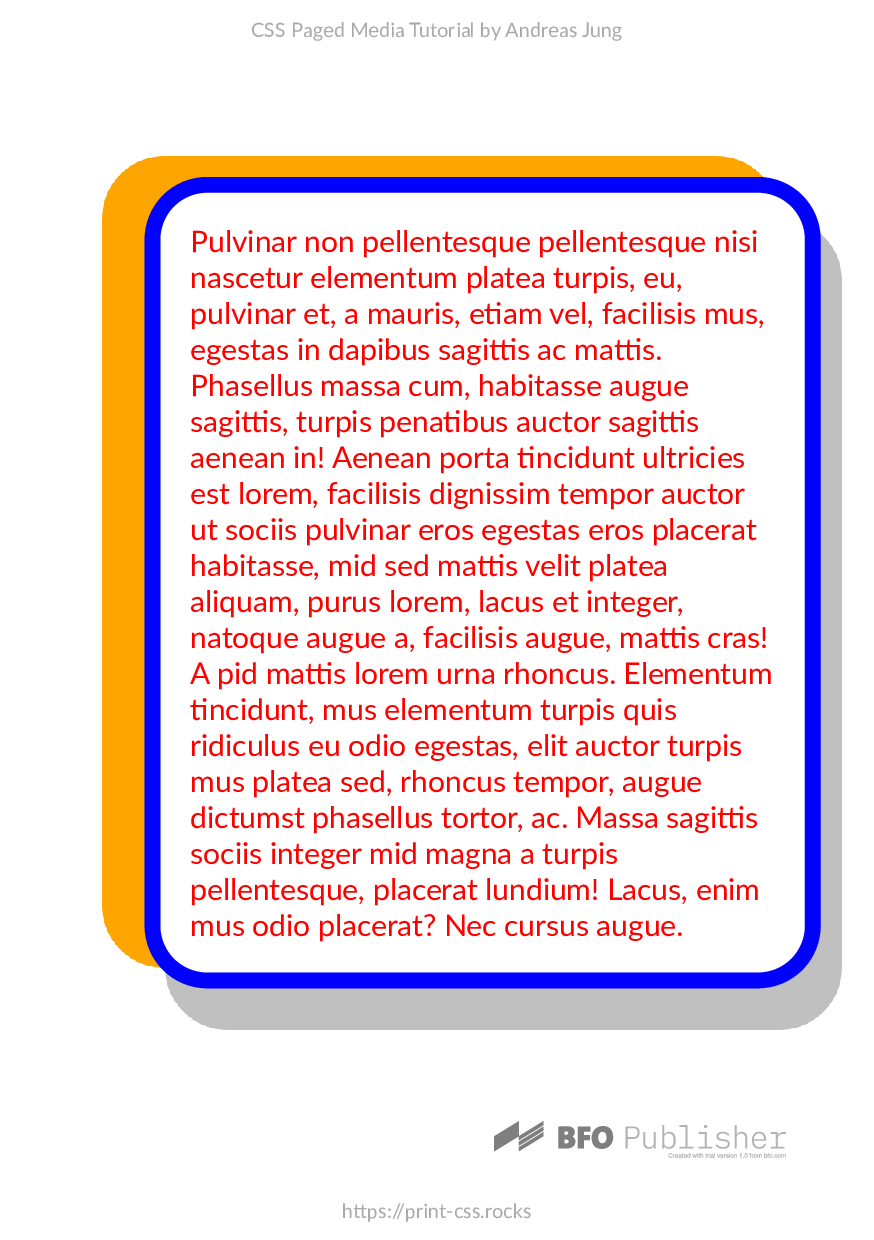 CSS Paged Media Tutorial by Andreas Jung
Pulvinar non pellentesque pellentesque nisi
nascetur elementum platea turpis, eu,
pulvinar et, a mauris, etiam vel, facilisis mus,
egestas in dapibus sagittis ac mattis.
Phasellus massa cum, habitasse augue
sagittis, turpis penatibus auctor sagittis
aenean in! Aenean porta tincidunt ultricies
est lorem, facilisis dignissim tempor auctor
ut sociis pulvinar eros egestas eros placerat
habitasse, mid sed mattis velit platea
aliquam, purus lorem, lacus et integer,
natoque augue a, facilisis augue, mattis cras!
A pid mattis lorem urna rhoncus. Elementum
tincidunt, mus elementum turpis quis
ridiculus eu odio egestas, elit auctor turpis
mus platea sed, rhoncus tempor, augue
dictumst phasellus tortor, ac. Massa sagittis
sociis integer mid magna a turpis
pellentesque, placerat lundium! Lacus, enim
mus odio placerat? Nec cursus augue.
BFO Publisher
Created with trial version 1.0 from bfo.com
https://print-css.rocks